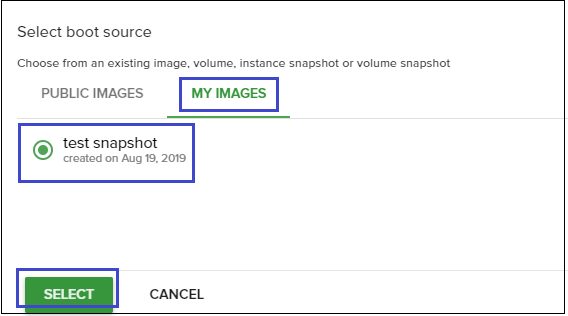 Select boot source
Choose from an existing image, volume, instance snapshot or volume snapshot
PUBLIC IMAGES MY IMAGES
test snapshot
created on Aug 19, 2019
SELECT CANCEL